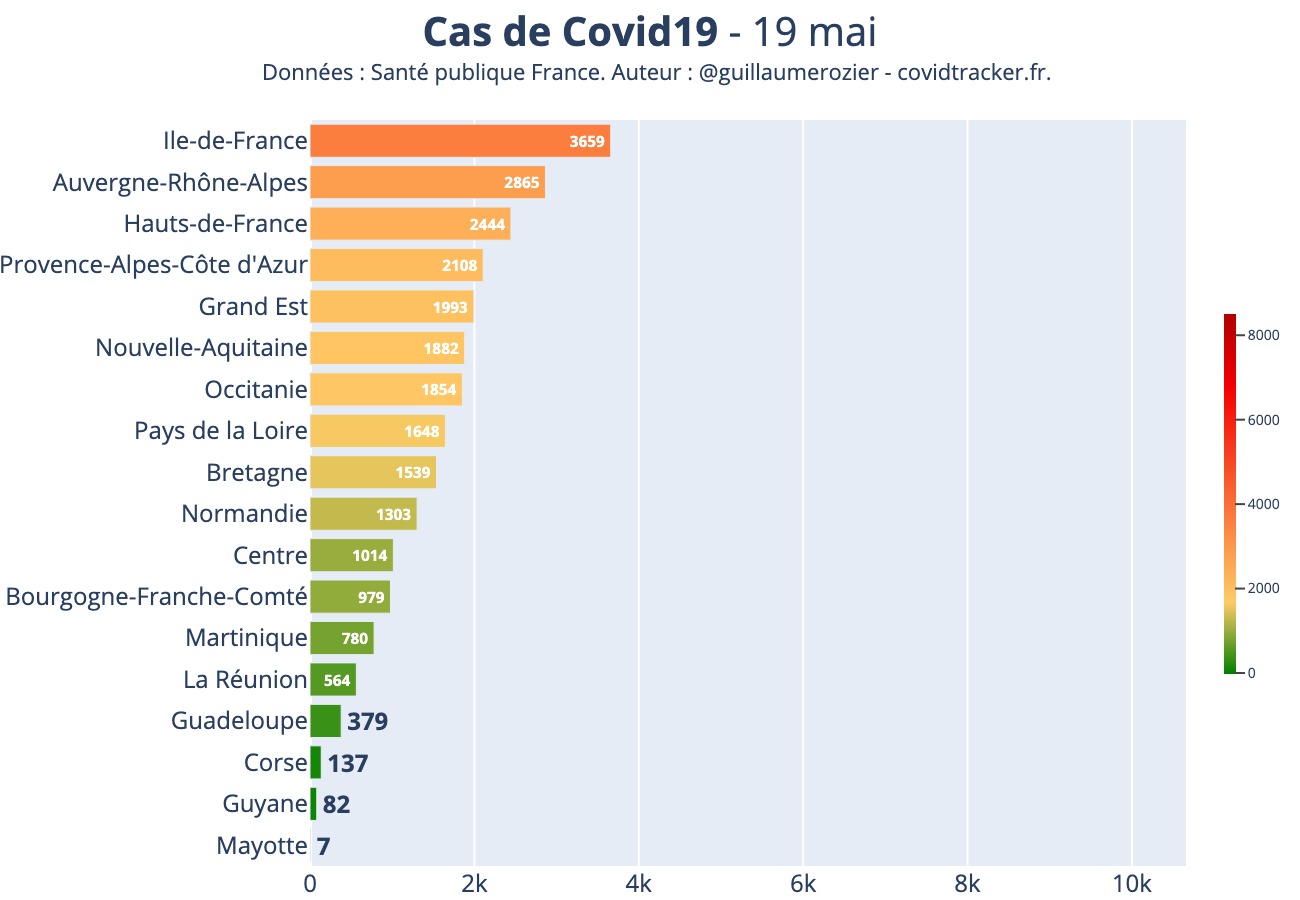 Cas de Covid19 - 19 mai
Données : Santé publique France. Auteur : @guillaumerozier - covidtracker.fr.
Ile-de-France 3659
Auvergne-Rhône-Alpes 2865
Hauts-de-France 2444
Provence-Alpes-Côte d'Azur 2108
Grand Est 1993
Nouvelle-Aquitaine 1882
Occitanie 1854
Pays de la Loire 1648
Bretagne 1539
Normandie 1303
Centre 1014
Bourgogne-Franche-Comté 979
Martinique 780
La Réunion 564
Guadeloupe 379
Corse 137
Guyane 82
Mayotte 7
0 2k 4k 6k 8k 10k
8000
6000
4000
2000
0